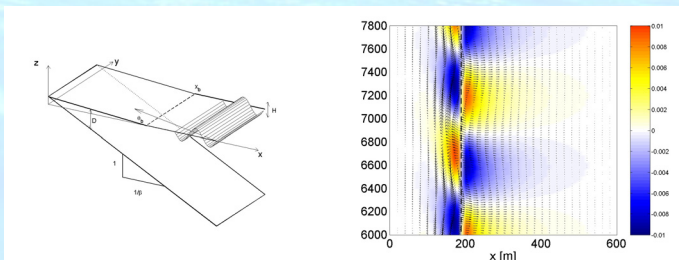 z
y
x_b
H
θ_b
D
x
1
1/β
7800
7600
7400
7200
7000
6800
6600
6400
6200
6000
0
200
400
600
x [m]
0.01
0.008
0.006
0.004
0.002
0
-0.002
-0.004
-0.006
-0.008
-0.01